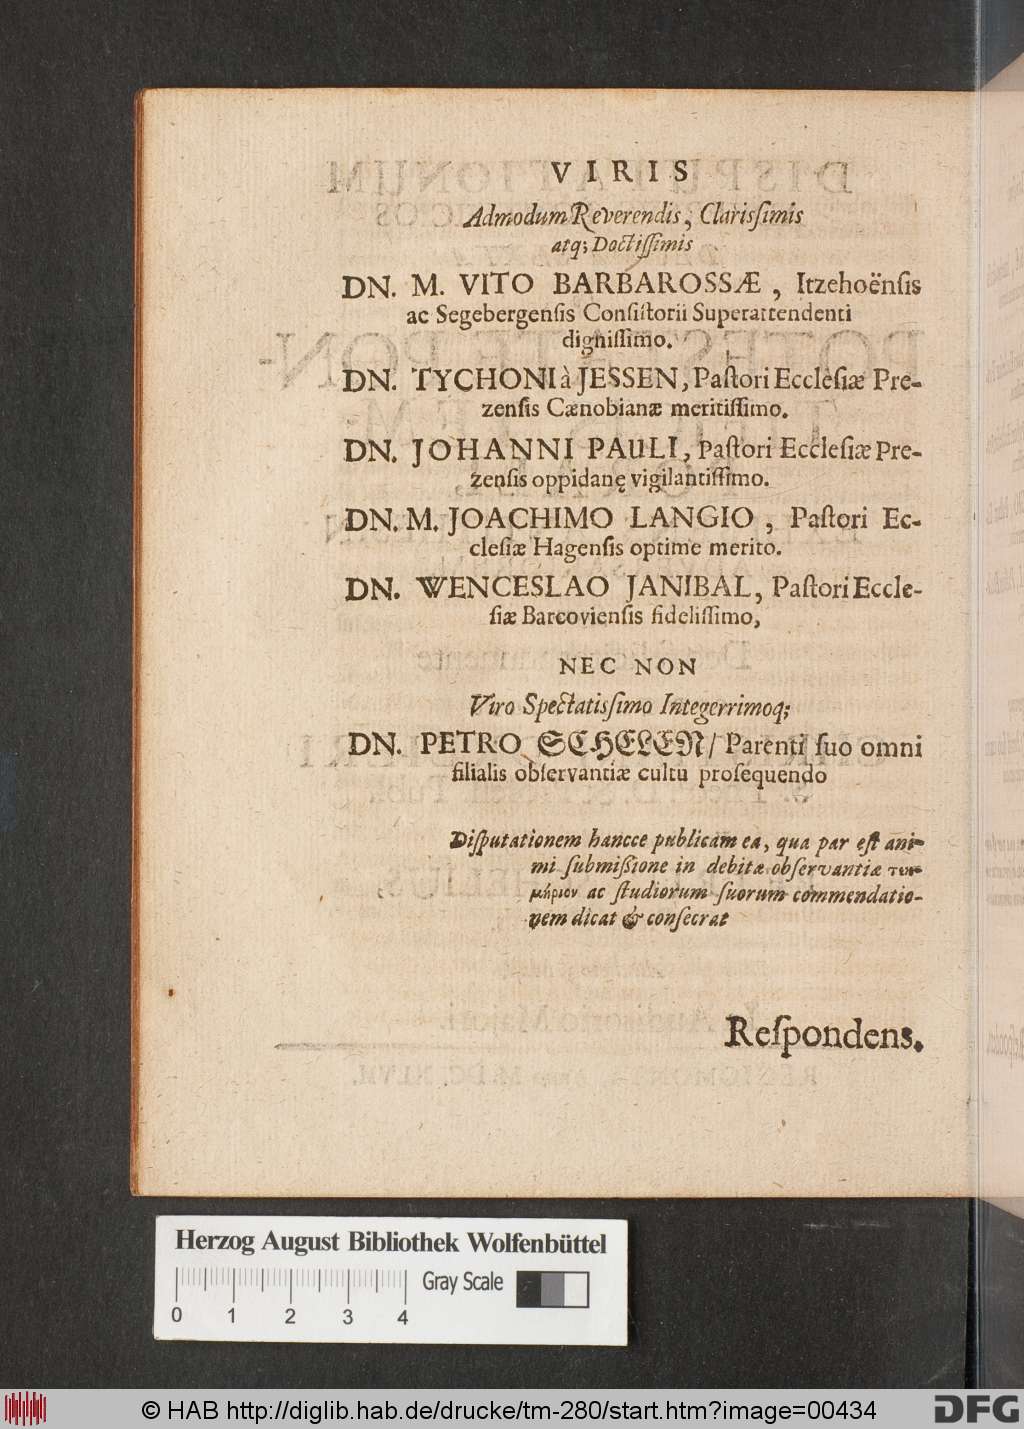 VIRIS
Admodum Reverendis, Clarisſimis
atq; Doctiſſimis
DN. M. VITO BARBAROSSÆ, Itzehoënſis
ac Segebergenſis Conſiſtorii Superattendenti
digniſſimo.
DN. TYCHONI à JESSEN, Paſtori Eccleſiæ Pre-
zenſis Cænobianæ meritiſſimo.
DN. JOHANNI PAULI, Paſtori Eccleſiæ Pre-
zenſis oppidanę vigilantiſſimo.
DN. M. JOACHIMO LANGIO, Paſtori Ec-
cleſiæ Hagenſis optime merito.
DN. WENCESLAO JANIBAL, Paſtori Eccle-
ſiæ Barcovienſis fideliſſimo,
NEC NON
Viro Spectatisſimo Integerrimoq;
DN. PETRO SCHELEN/ Parenti ſuo omni
filialis obſervantiæ cultu proſequendo
Diſputationem hancce publicam ea, qua par eſt ani-
mi ſubmiſsione in debitæ obſervantiæ τεκ-
μήριον ac ſtudiorum ſuorum commendatio-
nem dicat & conſecrat
Reſpondens.
Herzog August Bibliothek Wolfenbüttel
Gray Scale
0 1 2 3 4
© HAB http://diglib.hab.de/drucke/tm-280/start.htm?image=00434
DFG